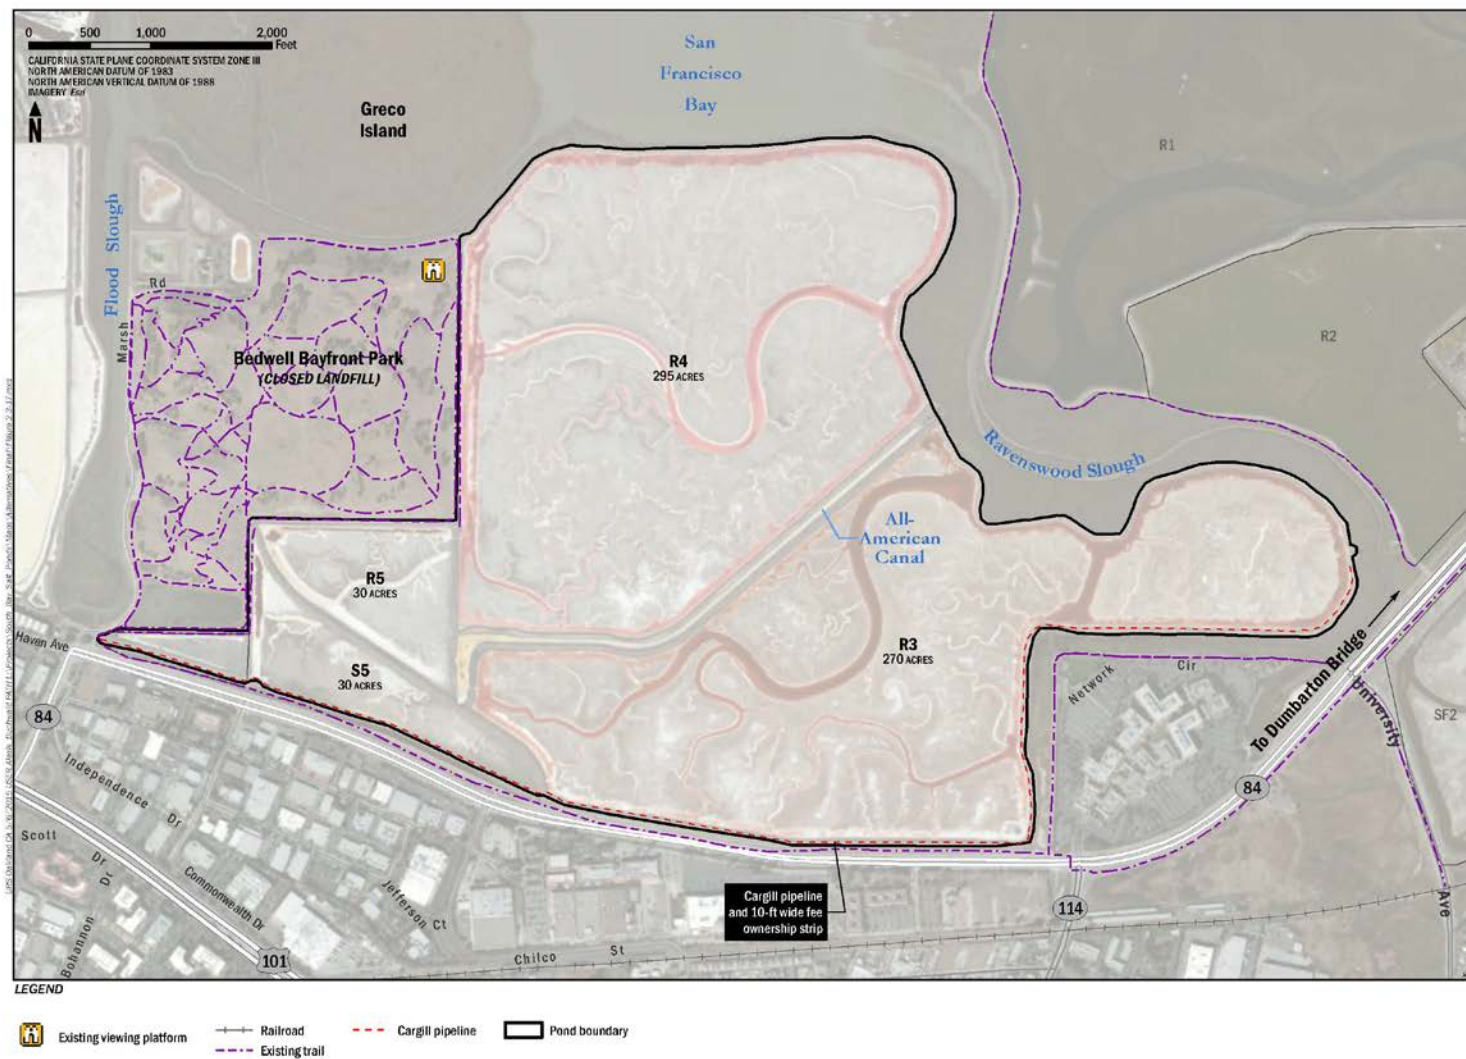 0 500 1,000 2,000
Feet
CALIFORNIA STATE PLANE COORDINATE SYSTEM ZONE III
NORTH AMERICAN DATUM OF 1983
NORTH AMERICAN VERTICAL DATUM OF 1988
IMAGERY Esri
N
Greco
Island
San
Francisco
Bay
R1
Flood Slough
Rd
Marsh
Bedwell Bayfront Park
(CLOSED LANDFILL)
R4
295 ACRES
R2
Ravenswood Slough
All-
American
Canal
R5
30 ACRES
R3
270 ACRES
S5
30 ACRES
Haven Ave
Network Cir
To Dumbarton Bridge
University
Ave
SF2
84
84
Independence Dr
Scott
Dr
Bohannon
Dr
Commonwealth Dr
Jefferson Ct
Chilco St
101
114
Cargill pipeline
and 10-ft wide fee
ownership strip
LEGEND
Existing viewing platform
Railroad
Existing trail
Cargill pipeline
Pond boundary